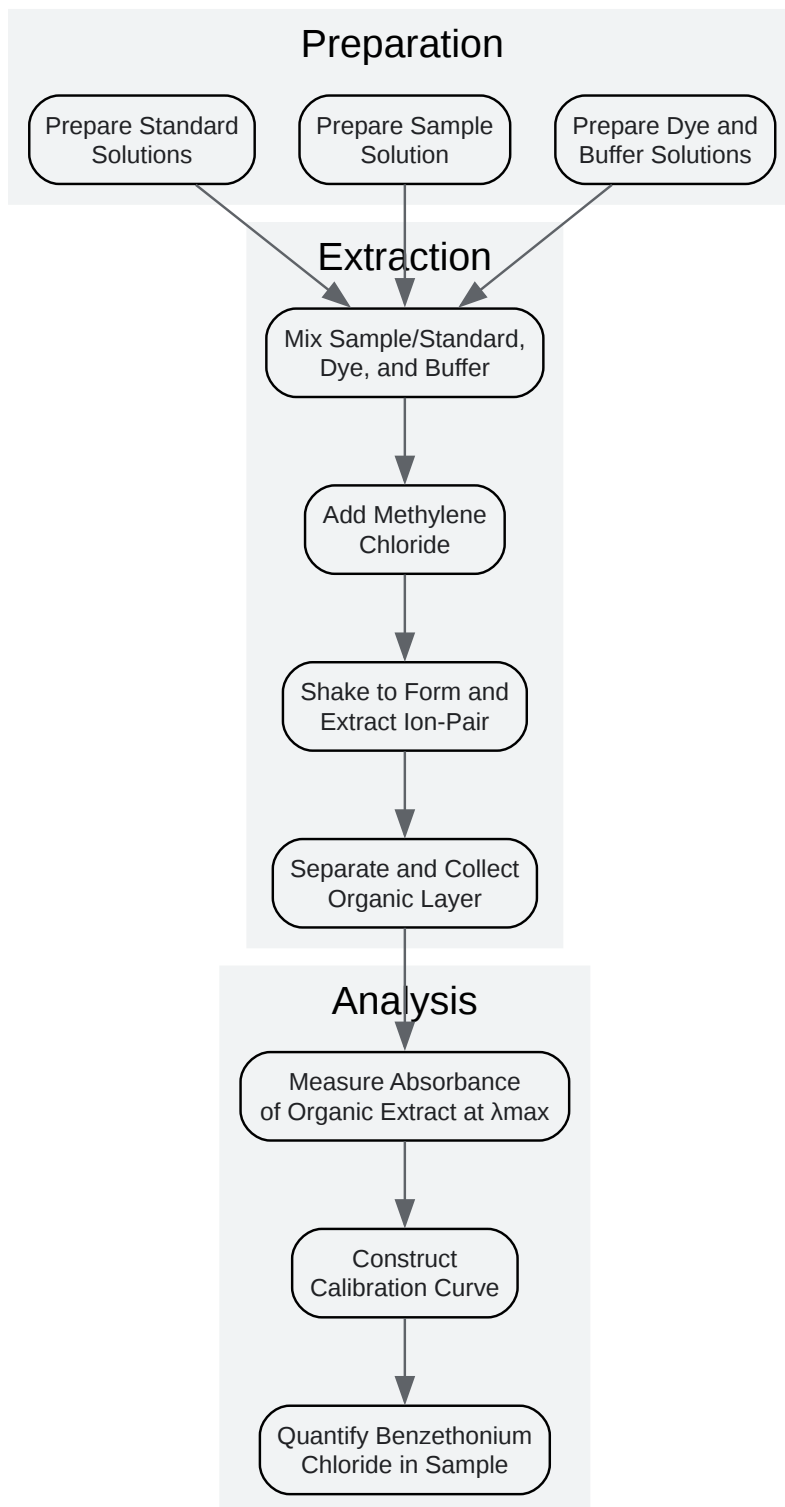 Preparation
Prepare Standard
Solutions
Prepare Sample
Solution
Prepare Dye and
Buffer Solutions
Extraction
Mix Sample/Standard,
Dye, and Buffer
Add Methylene
Chloride
Shake to Form and
Extract Ion-Pair
Separate and Collect
Organic Layer
Analysis
Measure Absorbance
of Organic Extract at λmax
Construct
Calibration Curve
Quantify Benzethonium
Chloride in Sample